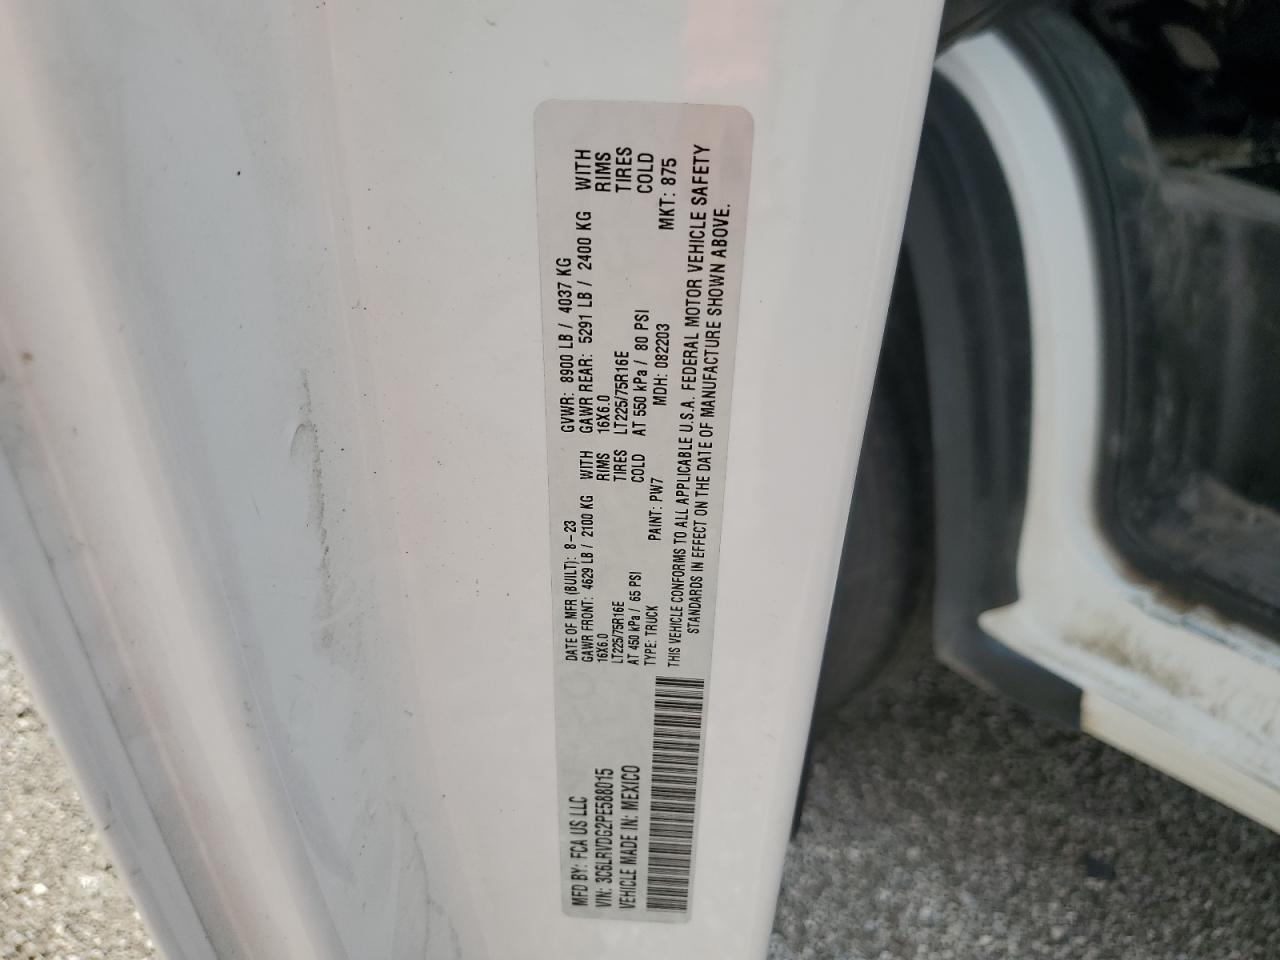 MFD BY: FCA US LLC
VIN: 3C6LRVDG2PE588015
VEHICLE MADE IN: MEXICO
DATE OF MFR (BUILT): 8-23 GVWR: 8900 LB / 4037 KG
GAWR FRONT: 4629 LB / 2100 KG WITH GAWR REAR: 5291 LB / 2400 KG WITH
16X6.0 RIMS 16X6.0 RIMS
LT225/75R16E TIRES LT225/75R16E TIRES
AT 450 kPa / 65 PSI COLD AT 550 kPa / 80 PSI COLD
TYPE: TRUCK PAINT: PW7 MDH: 082203 MKT: 875
THIS VEHICLE CONFORMS TO ALL APPLICABLE U.S.A. FEDERAL MOTOR VEHICLE SAFETY
STANDARDS IN EFFECT ON THE DATE OF MANUFACTURE SHOWN ABOVE.